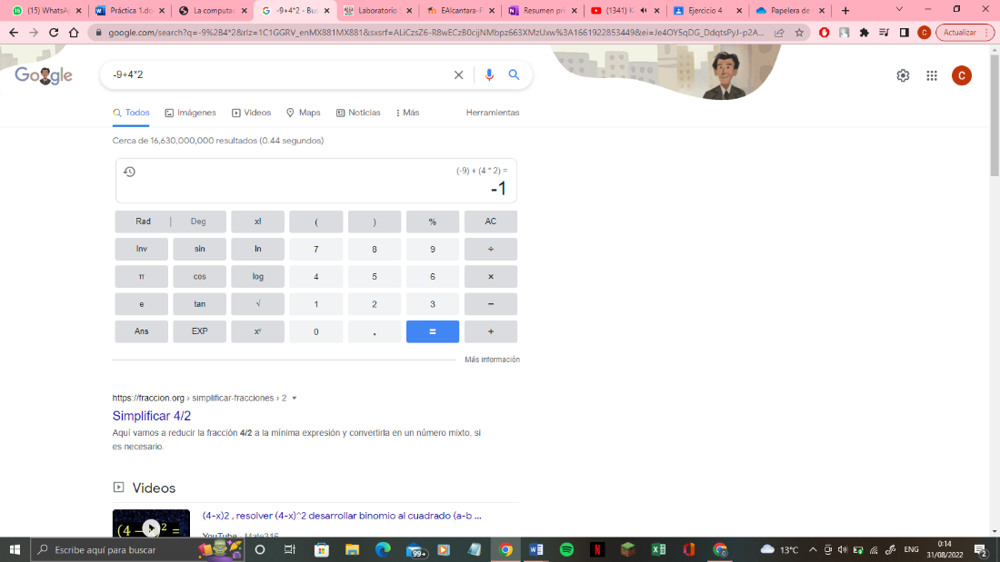 (15) WhatsA
Práctica 1.do
La computac
-9+4*2 - Bus
Laboratorio
EAlcantara-F
Resumen pri
(1341) K
Ejercicio 4
Papelera de
google.com/search?q=-9%2B4*2&rlz=1C1GGRV_enMX881MX881&sxsrf=ALiCzsZ6-R8wECzB0cijNMbpz663XMzUxw%3A1661922853449&ei=Je4OY5qDG_DdqtsPyJ-p2A...
C
Actualizar
Google
-9+4*2
C
Todos
Imágenes
Videos
Maps
Noticias
Más
Herramientas
Cerca de 16,630,000,000 resultados (0.44 segundos)
(-9) + (4 * 2) =
-1
Rad | Deg x! ( ) % AC
Inv sin ln 7 8 9 ÷
π cos log 4 5 6 ×
e tan √ 1 2 3 −
Ans EXP xʸ 0 . = +
Más información
https://fraccion.org › simplificar-fracciones › 2
Simplificar 4/2
Aquí vamos a reducir la fracción 4/2 a la mínima expresión y convertirla en un número mixto, si
es necesario.
Videos
(4 - )² =
(4-x)2 , resolver (4-x)^2 desarrollar binomio al cuadrado (a-b ...
YouTube · Mate316
Escribe aquí para buscar
99+
13°C
ENG
0:14
31/08/2022
2